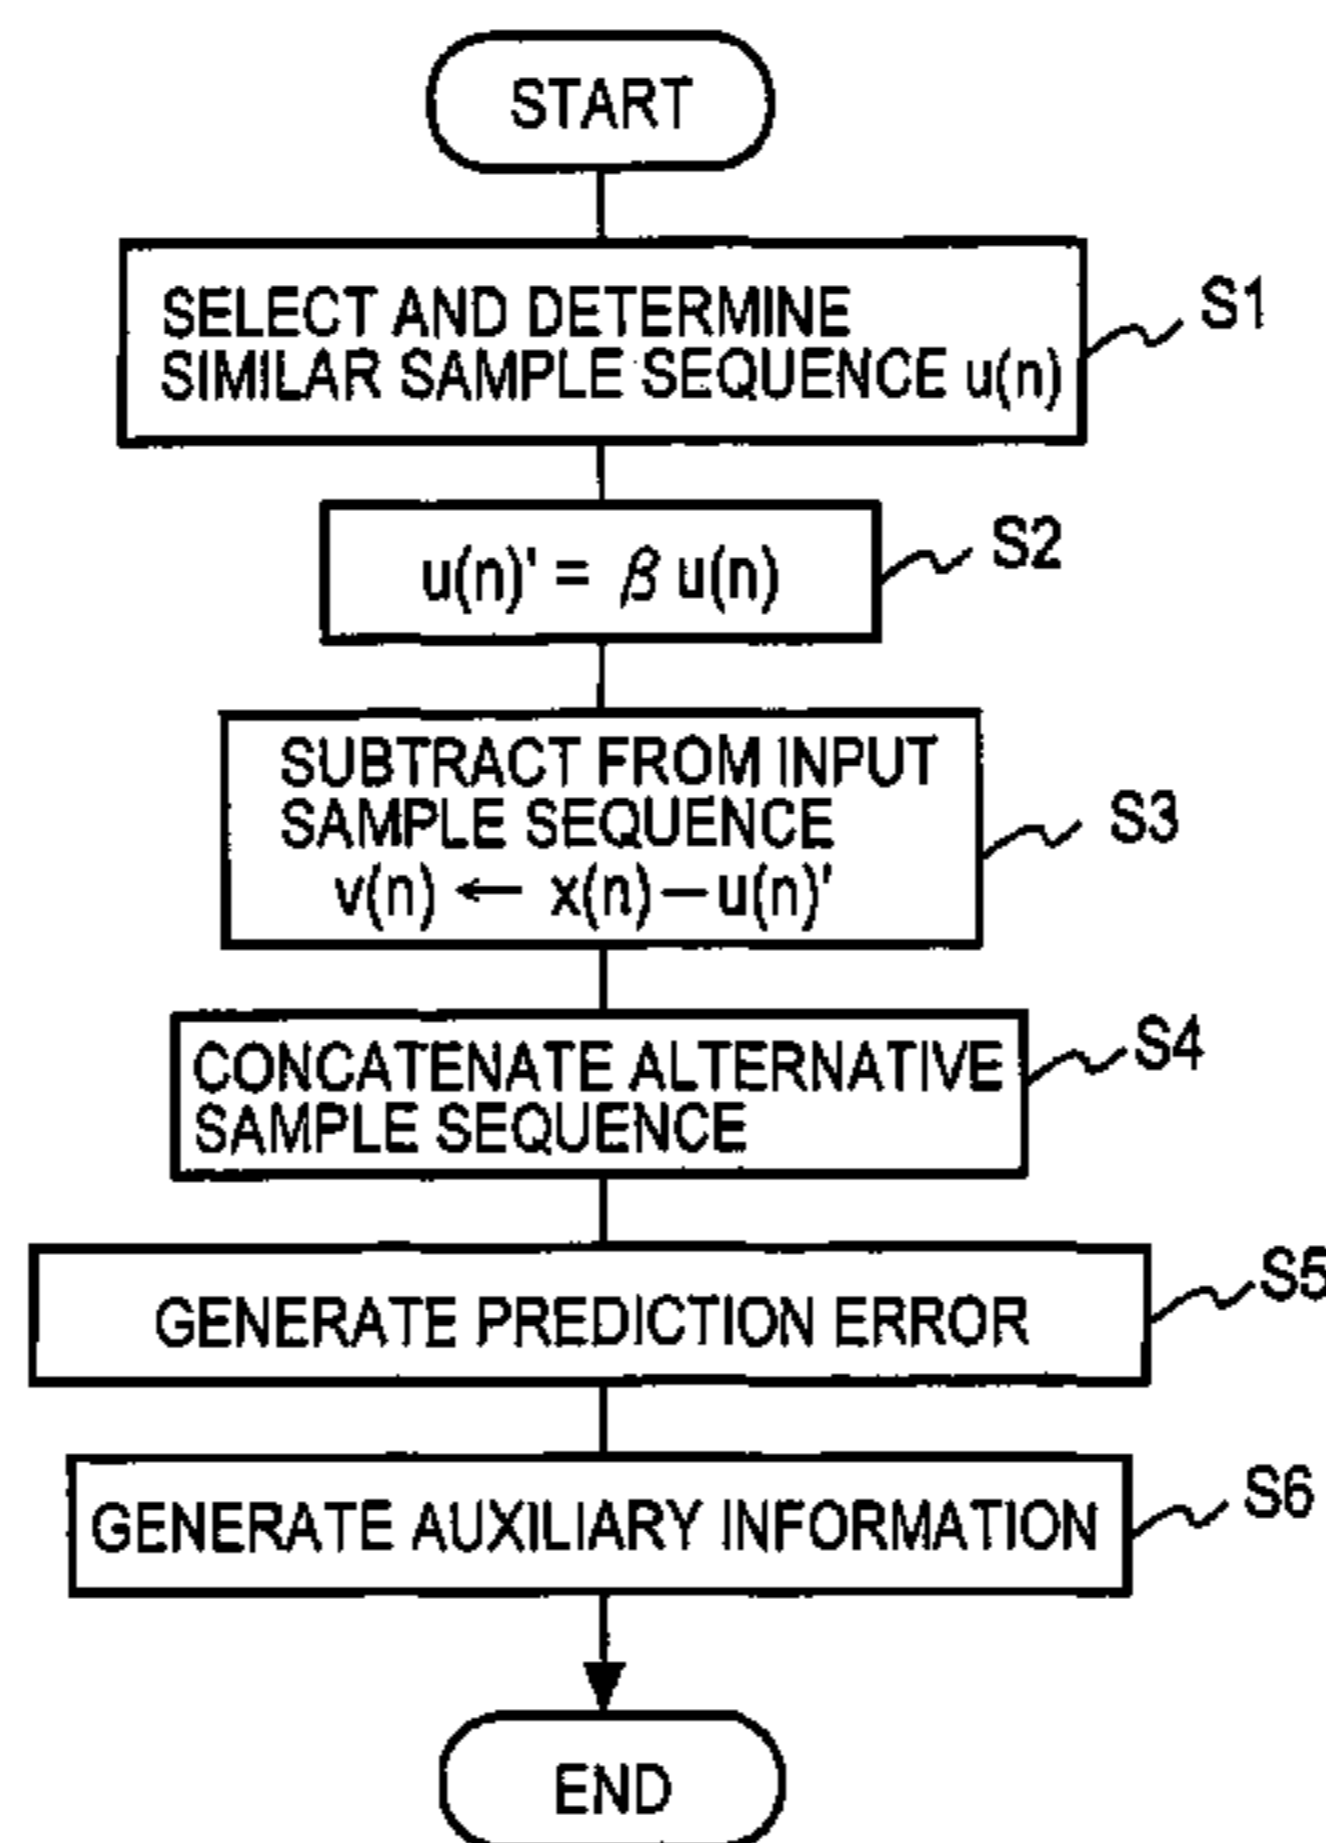 START
SELECT AND DETERMINE
SIMILAR SAMPLE SEQUENCE u(n)
S1
u(n)' = β u(n)
S2
SUBTRACT FROM INPUT
SAMPLE SEQUENCE
v(n) ← x(n) − u(n)'
S3
CONCATENATE ALTERNATIVE
SAMPLE SEQUENCE
S4
GENERATE PREDICTION ERROR
S5
GENERATE AUXILIARY INFORMATION
S6
END